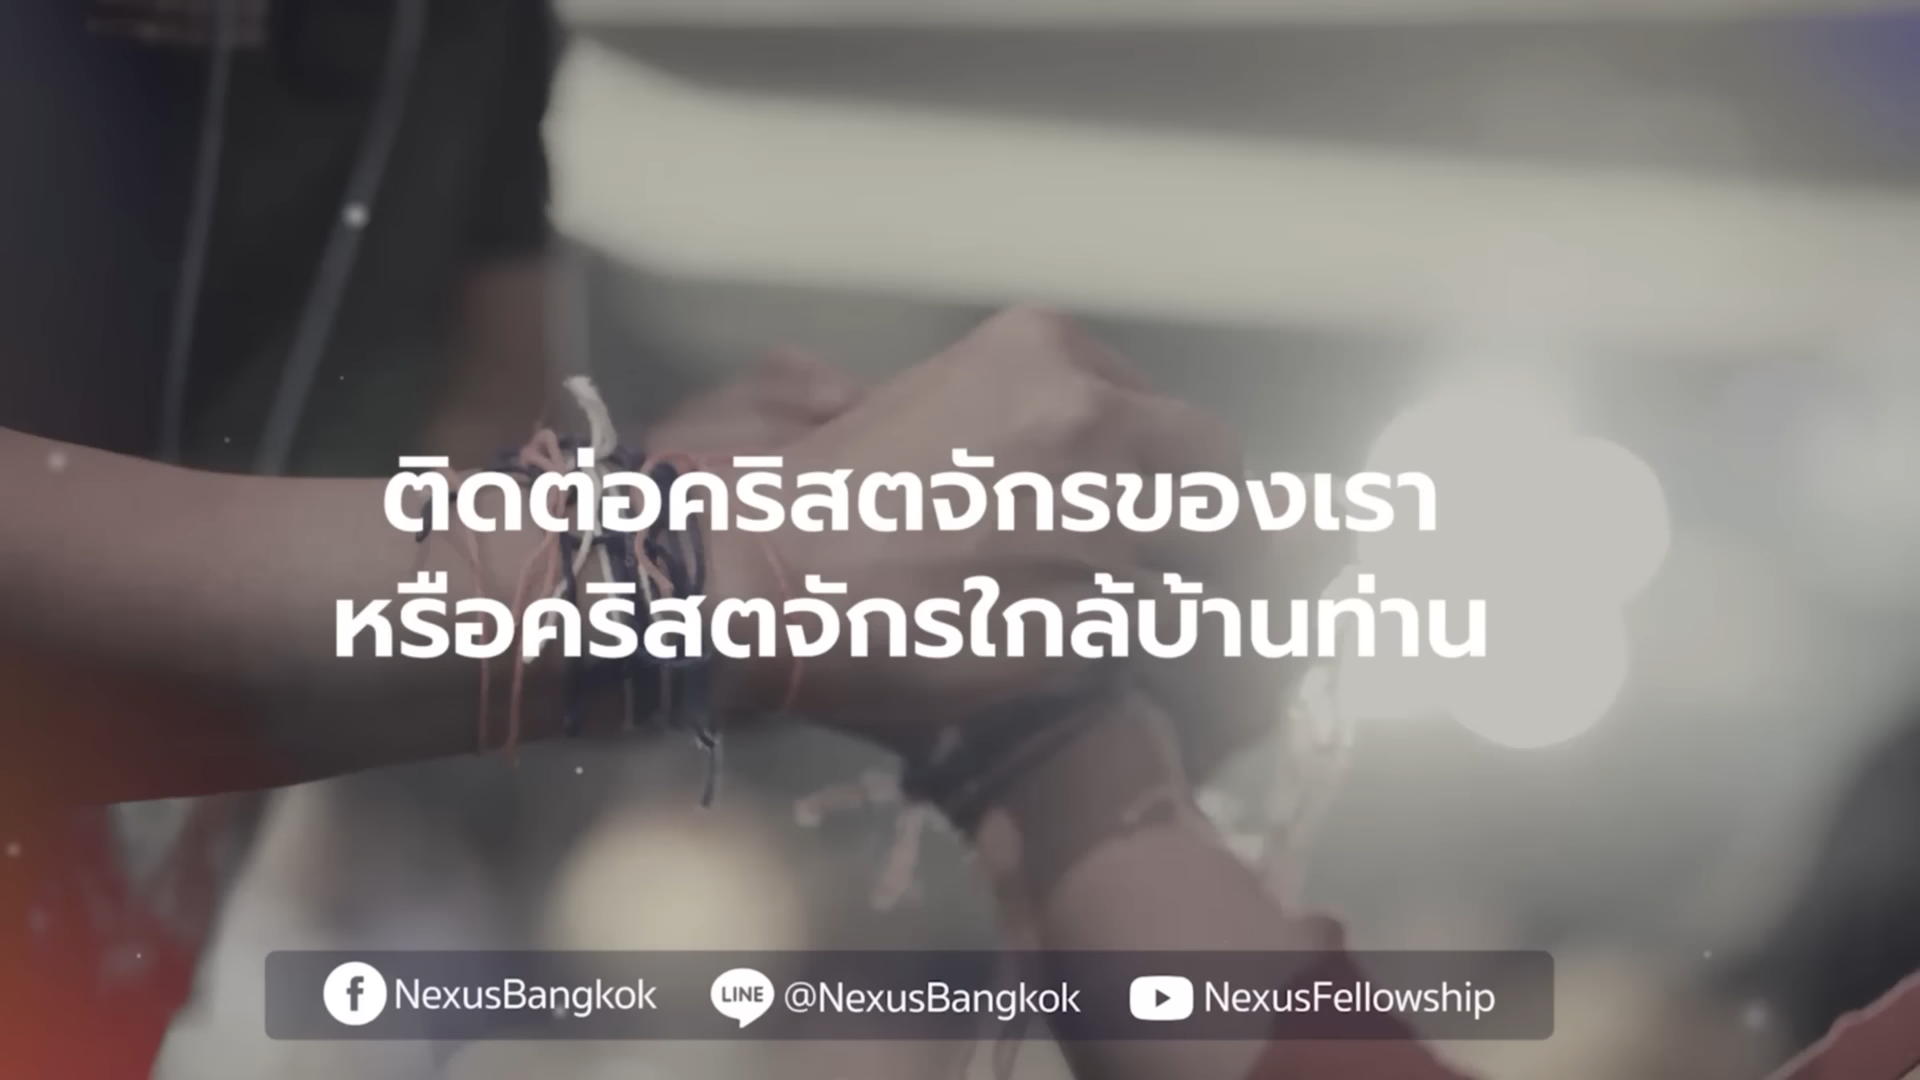 ติดต่อคริสตจักรของเรา
หรือคริสตจักรใกล้บ้านท่าน
NexusBangkok LINE @NexusBangkok NexusFellowship